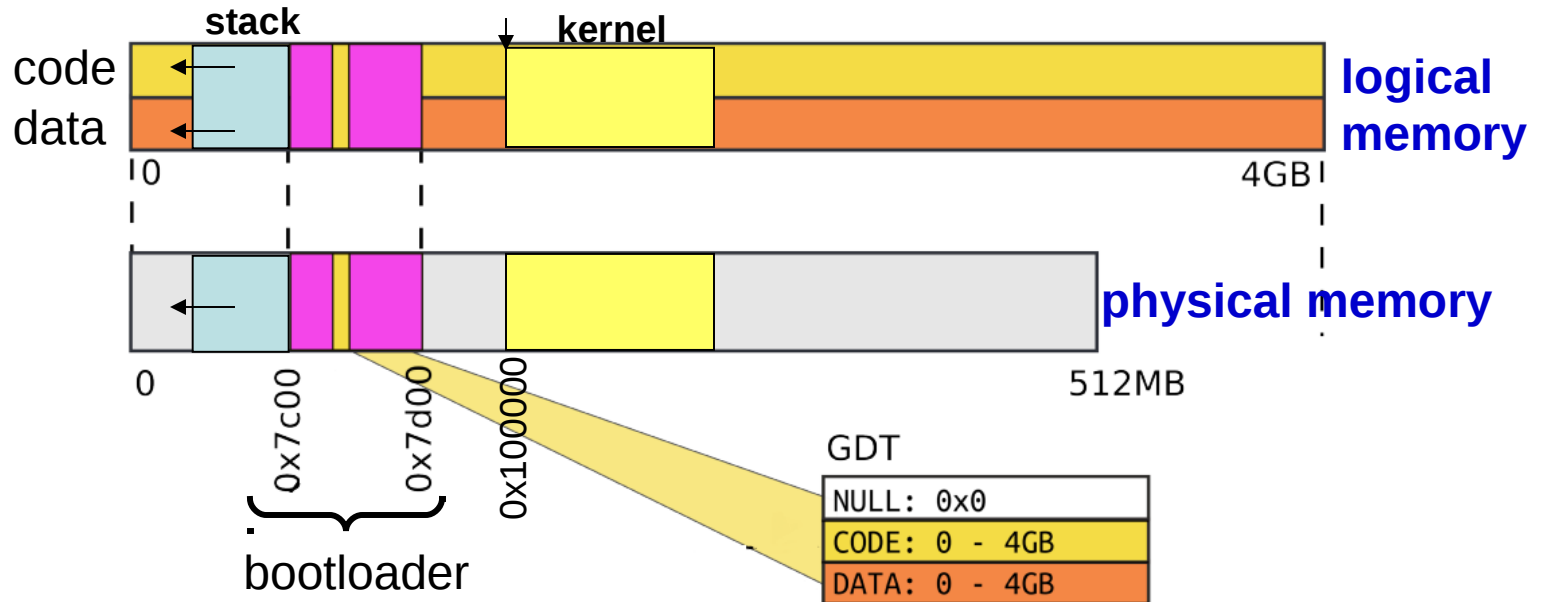 stack
kernel
code
data
logical
memory
0
4GB
physical memory
0
512MB
0x7c00
0x7d00
0x100000
bootloader
GDT
NULL: 0x0
CODE: 0 - 4GB
DATA: 0 - 4GB